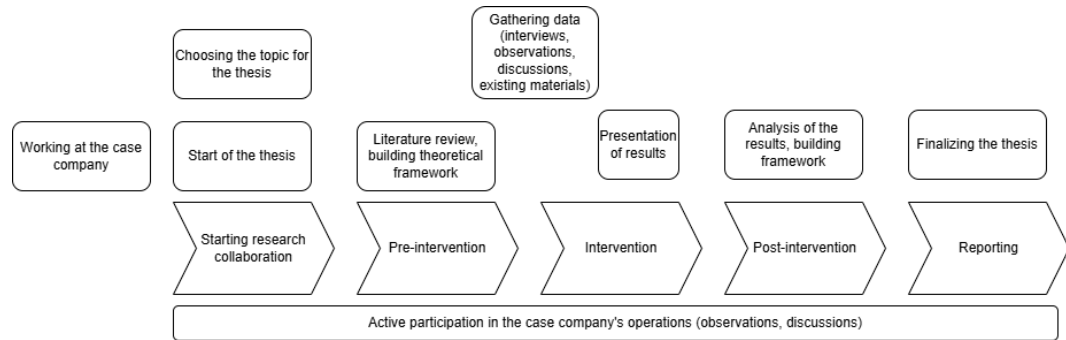 Gathering data
(interviews,
observations,
discussions,
existing materials)
Choosing the topic for
the thesis
Working at the case
company
Start of the thesis
Literature review,
building theoretical
framework
Presentation
of results
Analysis of the
results, building
framework
Finalizing the thesis
Starting research
collaboration
Pre-intervention
Intervention
Post-intervention
Reporting
Active participation in the case company's operations (observations, discussions)